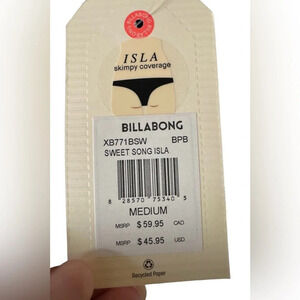 BILLABONG
ISLA
skimpy coverage
BILLABONG
XB771BSW BPB
SWEET SONG ISLA
8 28570 75340 5
MEDIUM
MSRP $59.95 CAD
MSRP $45.95 USD
Recycled Paper